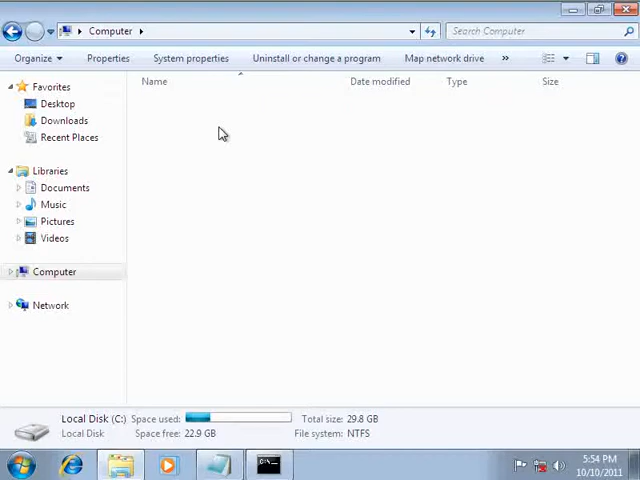 Computer
Search Computer
Organize
Properties
System properties
Uninstall or change a program
Map network drive
»
Name
Date modified
Type
Size
Favorites
Desktop
Downloads
Recent Places
Libraries
Documents
Music
Pictures
Videos
Computer
Network
Local Disk (C:) Space used: Total size: 29.8 GB
Local Disk Space free: 22.9 GB File system: NTFS
C:\
5:54 PM
10/10/2011